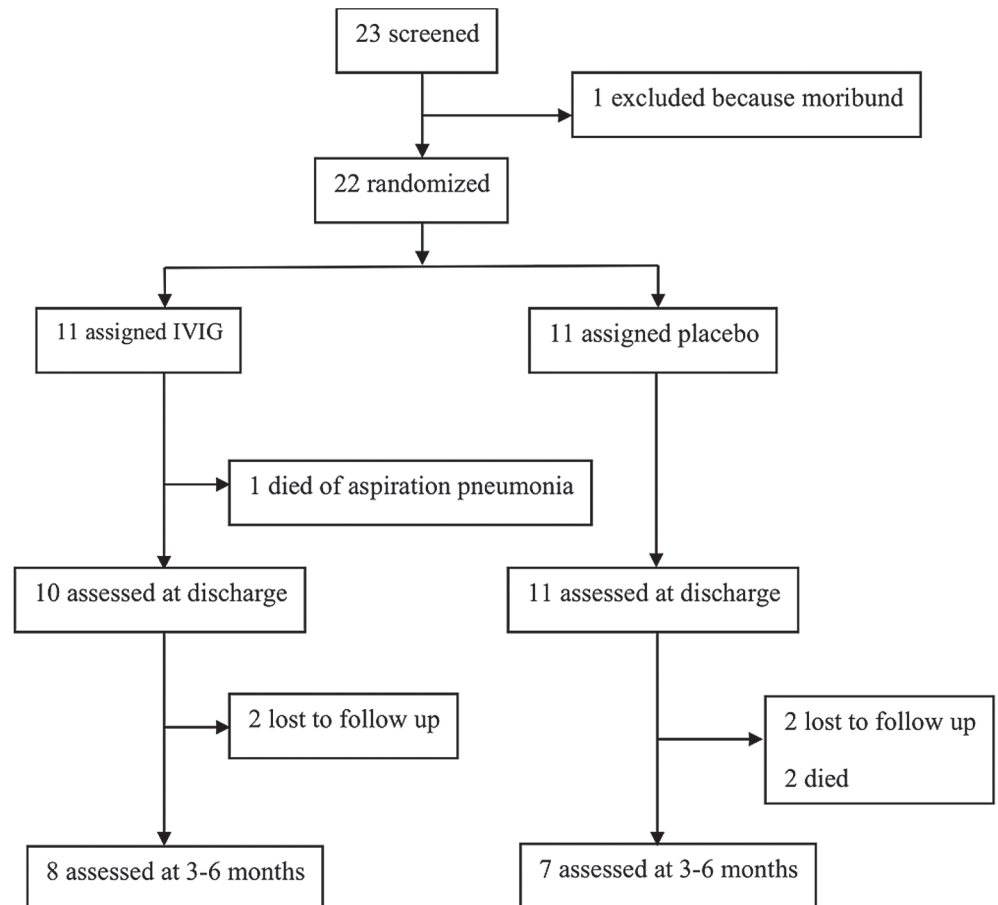 23 screened
1 excluded because moribund
22 randomized
11 assigned IVIG
11 assigned placebo
1 died of aspiration pneumonia
10 assessed at discharge
11 assessed at discharge
2 lost to follow up
2 lost to follow up
2 died
8 assessed at 3-6 months
7 assessed at 3-6 months